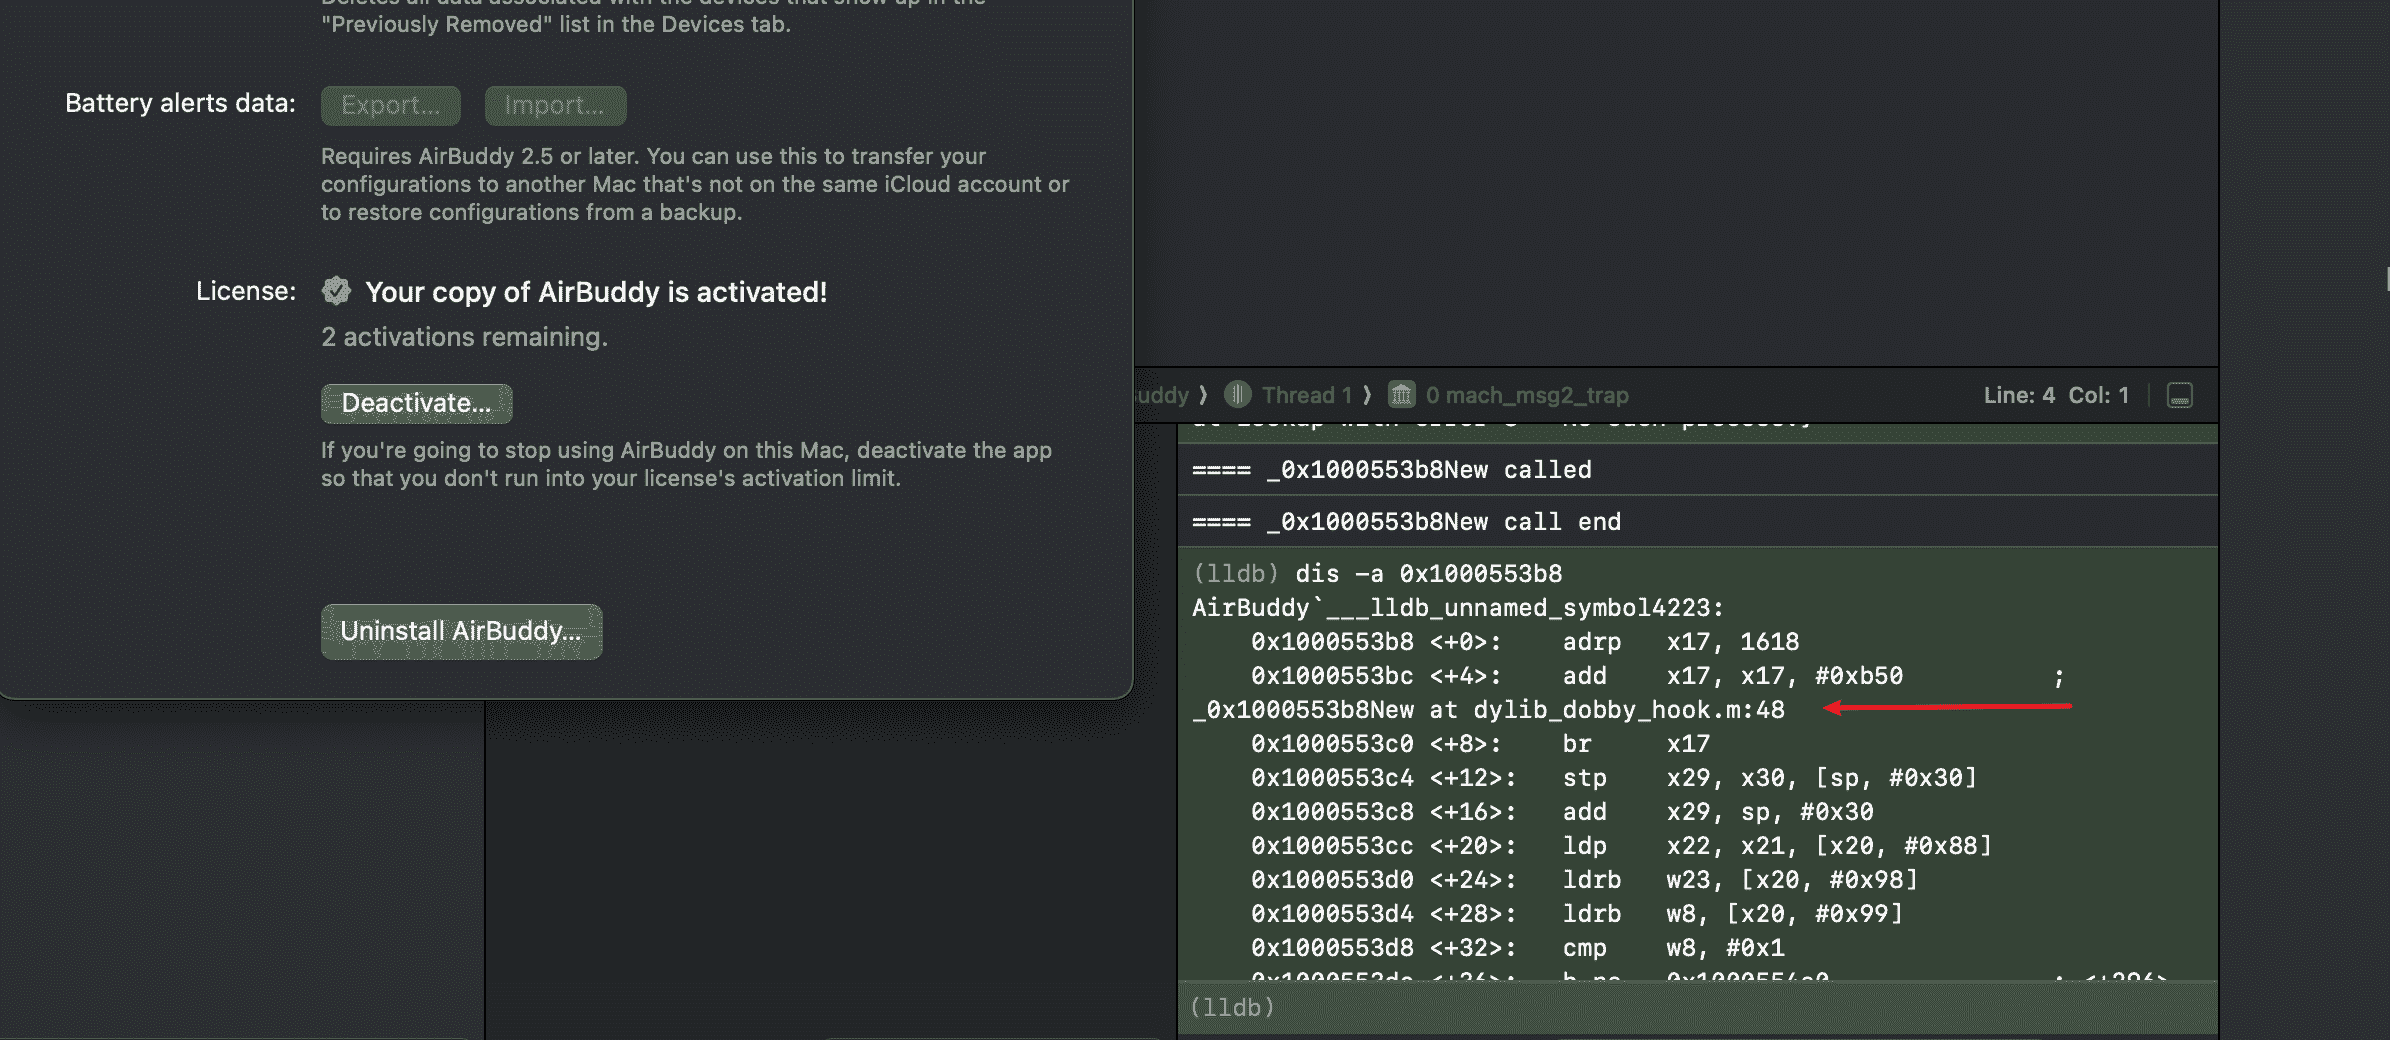 "Previously Removed" list in the Devices tab.
Battery alerts data:
Export...
Import...
Requires AirBuddy 2.5 or later. You can use this to transfer your
configurations to another Mac that's not on the same iCloud account or
to restore configurations from a backup.
License:
Your copy of AirBuddy is activated!
2 activations remaining.
Deactivate...
If you're going to stop using AirBuddy on this Mac, deactivate the app
so that you don't run into your license's activation limit.
Uninstall AirBuddy...
uddy ⟩ Thread 1 ⟩ 0 mach_msg2_trap
Line: 4 Col: 1
==== _0x1000553b8New called
==== _0x1000553b8New call end
(lldb) dis -a 0x1000553b8
AirBuddy`___lldb_unnamed_symbol4223:
0x1000553b8 <+0>: adrp x17, 1618
0x1000553bc <+4>: add x17, x17, #0xb50 ;
_0x1000553b8New at dylib_dobby_hook.m:48
0x1000553c0 <+8>: br x17
0x1000553c4 <+12>: stp x29, x30, [sp, #0x30]
0x1000553c8 <+16>: add x29, sp, #0x30
0x1000553cc <+20>: ldp x22, x21, [x20, #0x88]
0x1000553d0 <+24>: ldrb w23, [x20, #0x98]
0x1000553d4 <+28>: ldrb w8, [x20, #0x99]
0x1000553d8 <+32>: cmp w8, #0x1
(lldb)